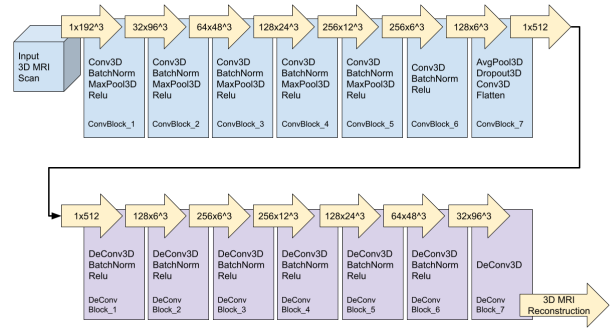 1x192^3
32x96^3
64x48^3
128x24^3
256x12^3
256x6^3
128x6^3
1x512
Input
3D MRI
Scan
Conv3D
BatchNorm
MaxPool3D
Relu
ConvBlock_1
Conv3D
BatchNorm
MaxPool3D
Relu
ConvBlock_2
Conv3D
BatchNorm
MaxPool3D
Relu
ConvBlock_3
Conv3D
BatchNorm
MaxPool3D
Relu
ConvBlock_4
Conv3D
BatchNorm
MaxPool3D
Relu
ConvBlock_5
Conv3D
BatchNorm
Relu
ConvBlock_6
AvgPool3D
Dropout3D
Conv3D
Flatten
ConvBlock_7
1x512
128x6^3
256x6^3
256x12^3
128x24^3
64x48^3
32x96^3
DeConv3D
BatchNorm
Relu
DeConv
Block_1
DeConv3D
BatchNorm
Relu
DeConv
Block_2
DeConv3D
BatchNorm
Relu
DeConv
Block_3
DeConv3D
BatchNorm
Relu
DeConv
Block_4
DeConv3D
BatchNorm
Relu
DeConv
Block_5
DeConv3D
BatchNorm
Relu
DeConv
Block_6
DeConv3D
DeConv
Block_7
3D MRI
Reconstruction